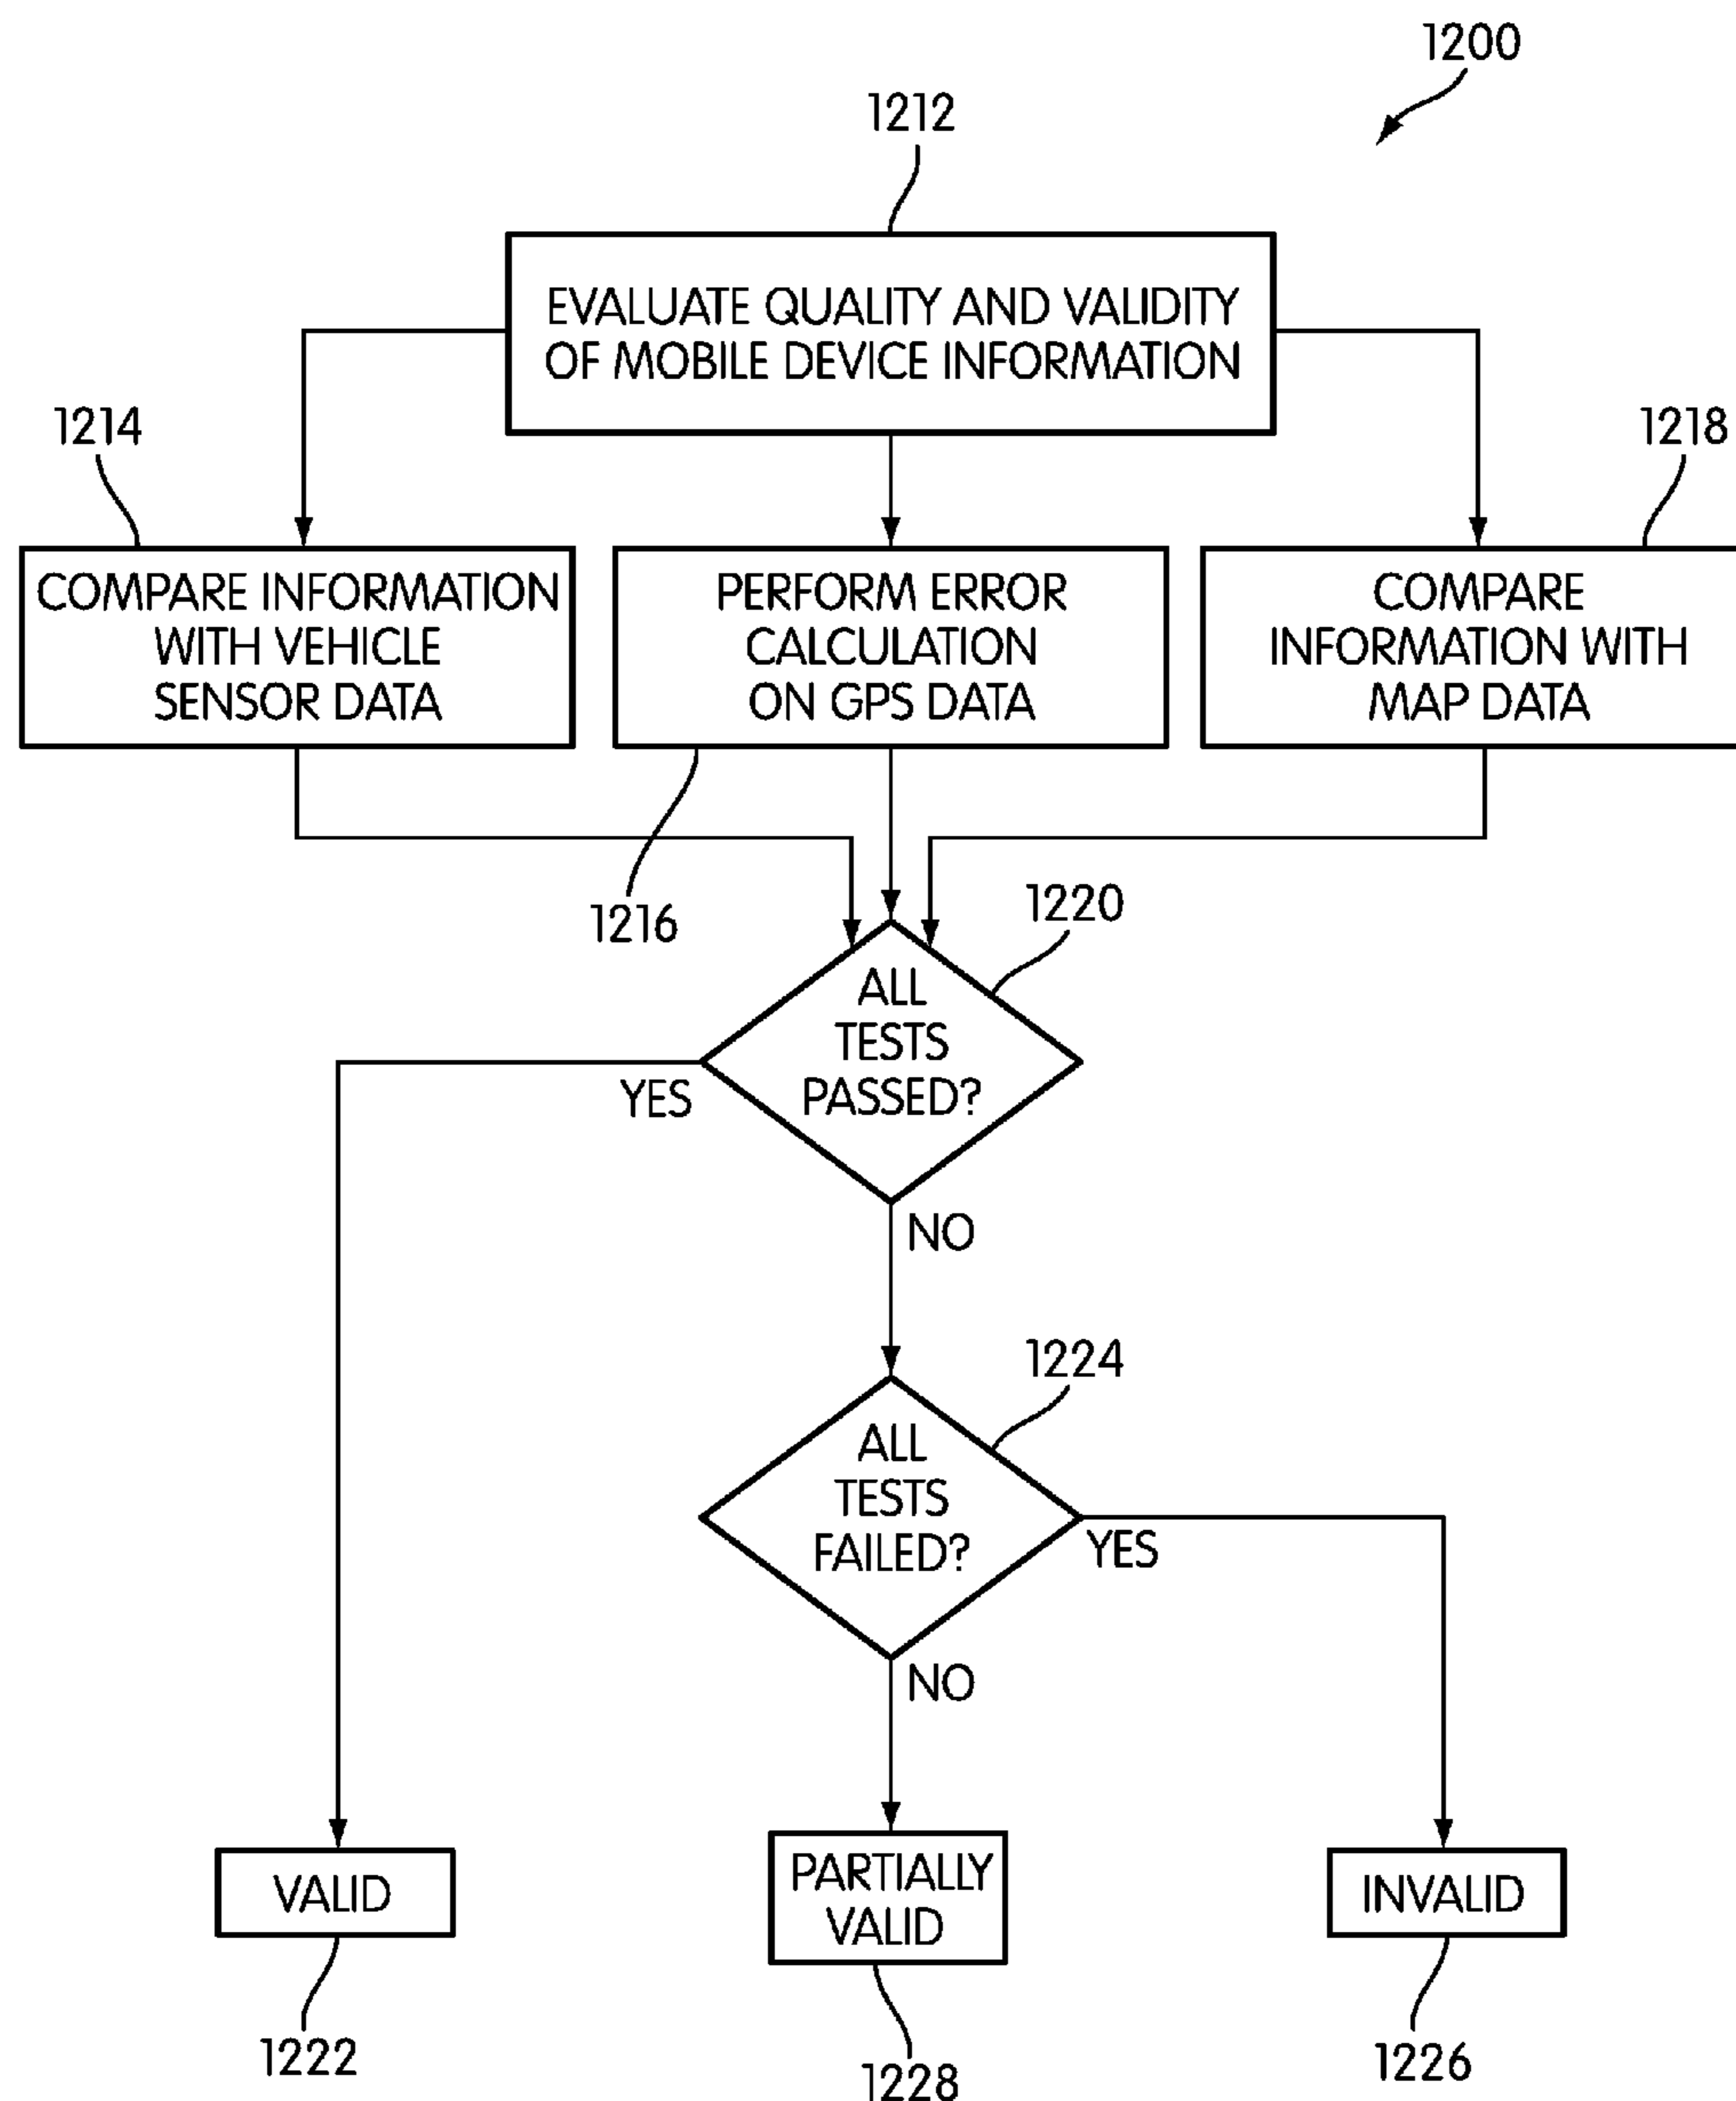 1200
1212
EVALUATE QUALITY AND VALIDITY
OF MOBILE DEVICE INFORMATION
1214
1218
COMPARE INFORMATION
WITH VEHICLE
SENSOR DATA
PERFORM ERROR
CALCULATION
ON GPS DATA
COMPARE
INFORMATION WITH
MAP DATA
1216
1220
ALL
TESTS
PASSED?
YES
NO
1224
ALL
TESTS
FAILED?
YES
NO
VALID
PARTIALLY
VALID
INVALID
1222
1228
1226